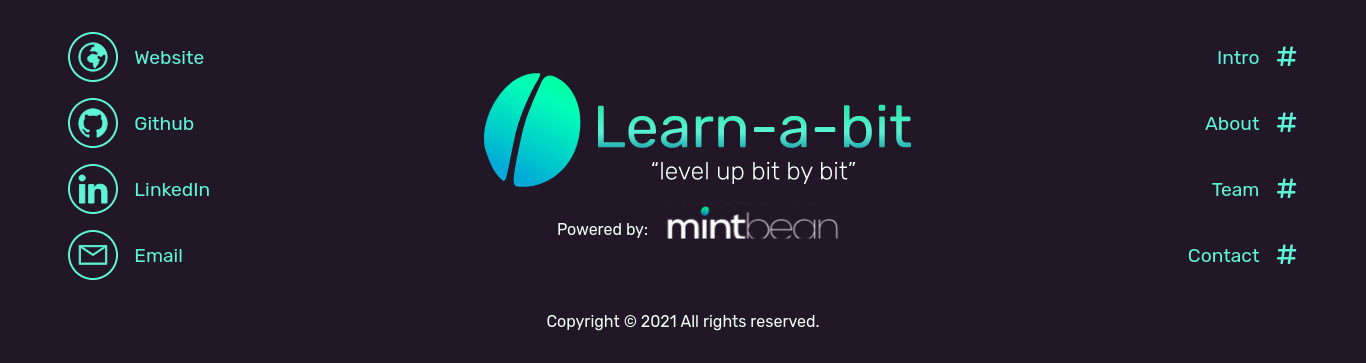 Website
Github
LinkedIn
Email
Learn-a-bit
“level up bit by bit”
Powered by: mintbean
Copyright © 2021 All rights reserved.
Intro #
About #
Team #
Contact #